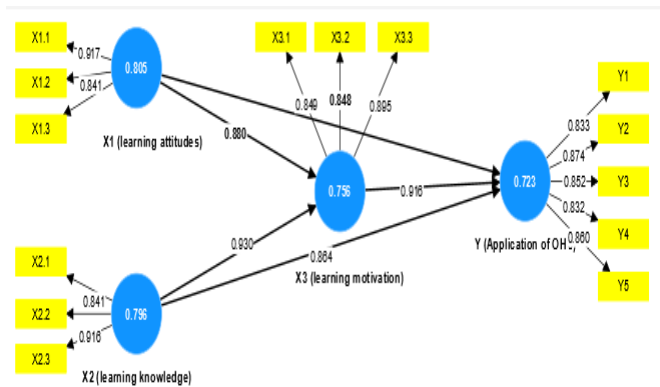 X1.1
X1.2
X1.3
0.917
0.841
0.805
X1 (learning attitudes)
X3.1
X3.2
X3.3
0.849
0.848
0.895
0.880
0.756
X3 (learning motivation)
0.916
0.930
0.864
X2.1
X2.2
X2.3
0.841
0.916
0.796
X2 (learning knowledge)
0.723
Y (Application of
0.833
0.874
0.852
0.832
0.860
Y1
Y2
Y3
Y4
Y5